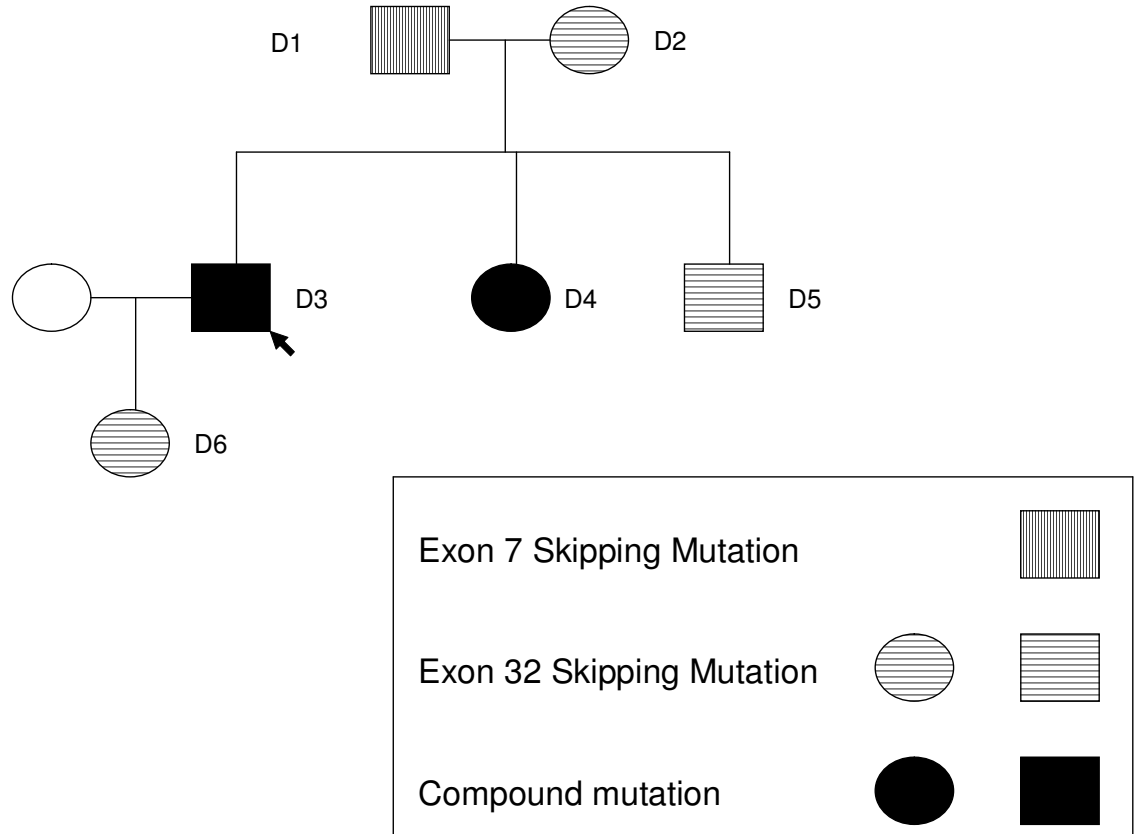 D1
D2
D3
D4
D5
D6
Exon 7 Skipping Mutation
Exon 32 Skipping Mutation
Compound mutation